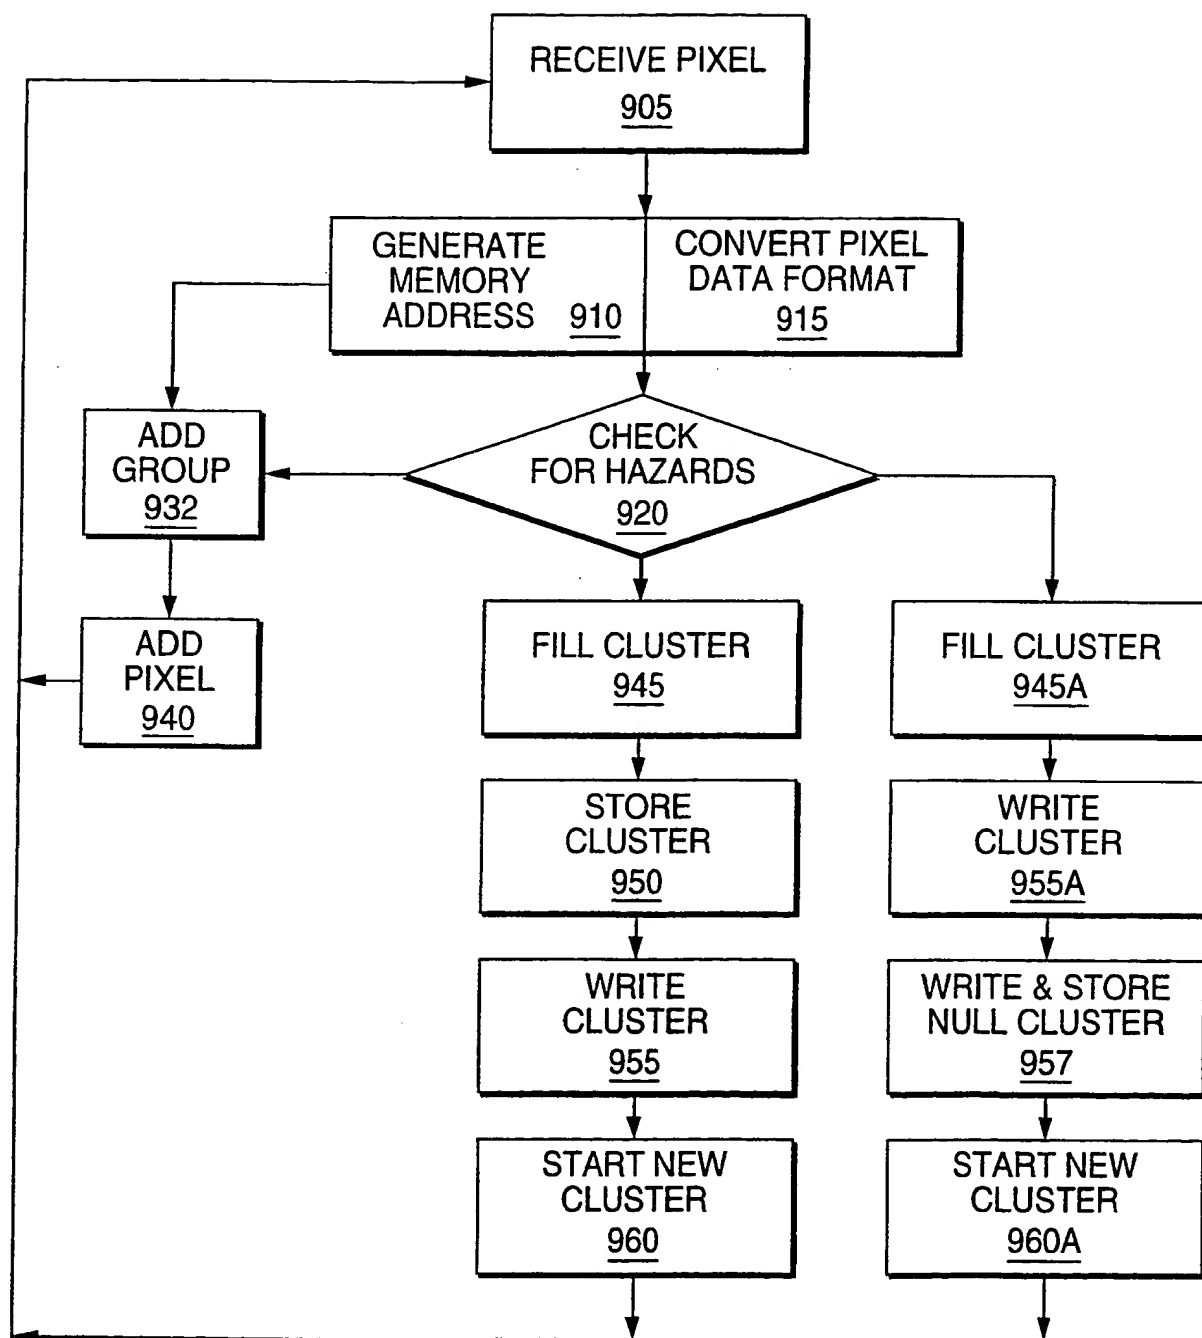 RECEIVE PIXEL
905
GENERATE
MEMORY
ADDRESS 910
CONVERT PIXEL
DATA FORMAT
915
ADD
GROUP
932
CHECK
FOR HAZARDS
920
ADD
PIXEL
940
FILL CLUSTER
945
FILL CLUSTER
945A
STORE
CLUSTER
950
WRITE
CLUSTER
955A
WRITE
CLUSTER
955
WRITE & STORE
NULL CLUSTER
957
START NEW
CLUSTER
960
START NEW
CLUSTER
960A